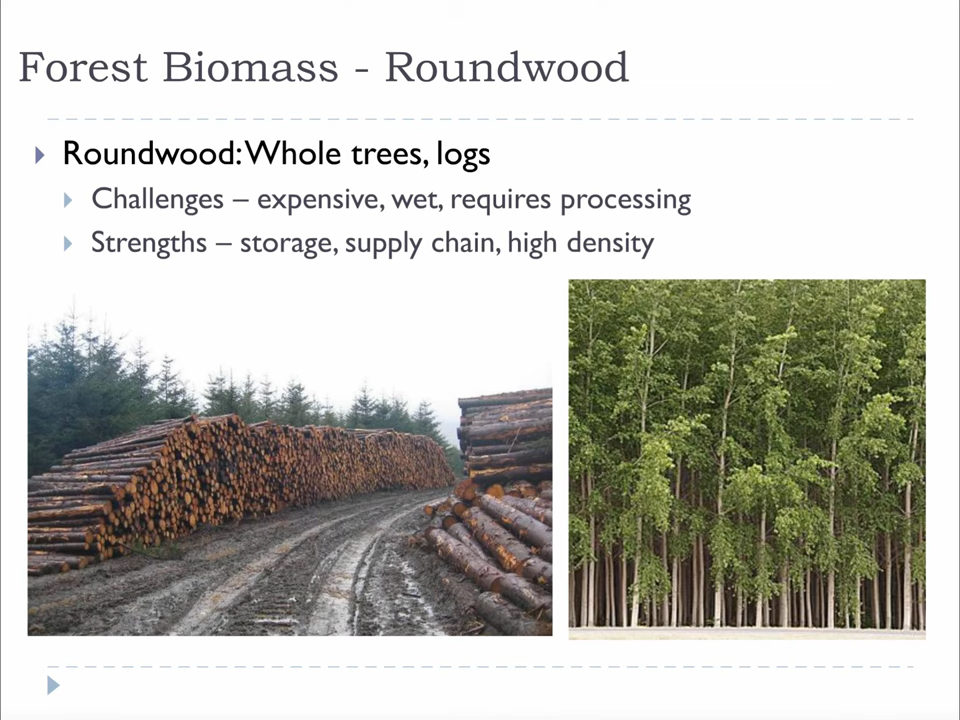 Forest Biomass - Roundwood
Roundwood: Whole trees, logs
Challenges – expensive, wet, requires processing
Strengths – storage, supply chain, high density